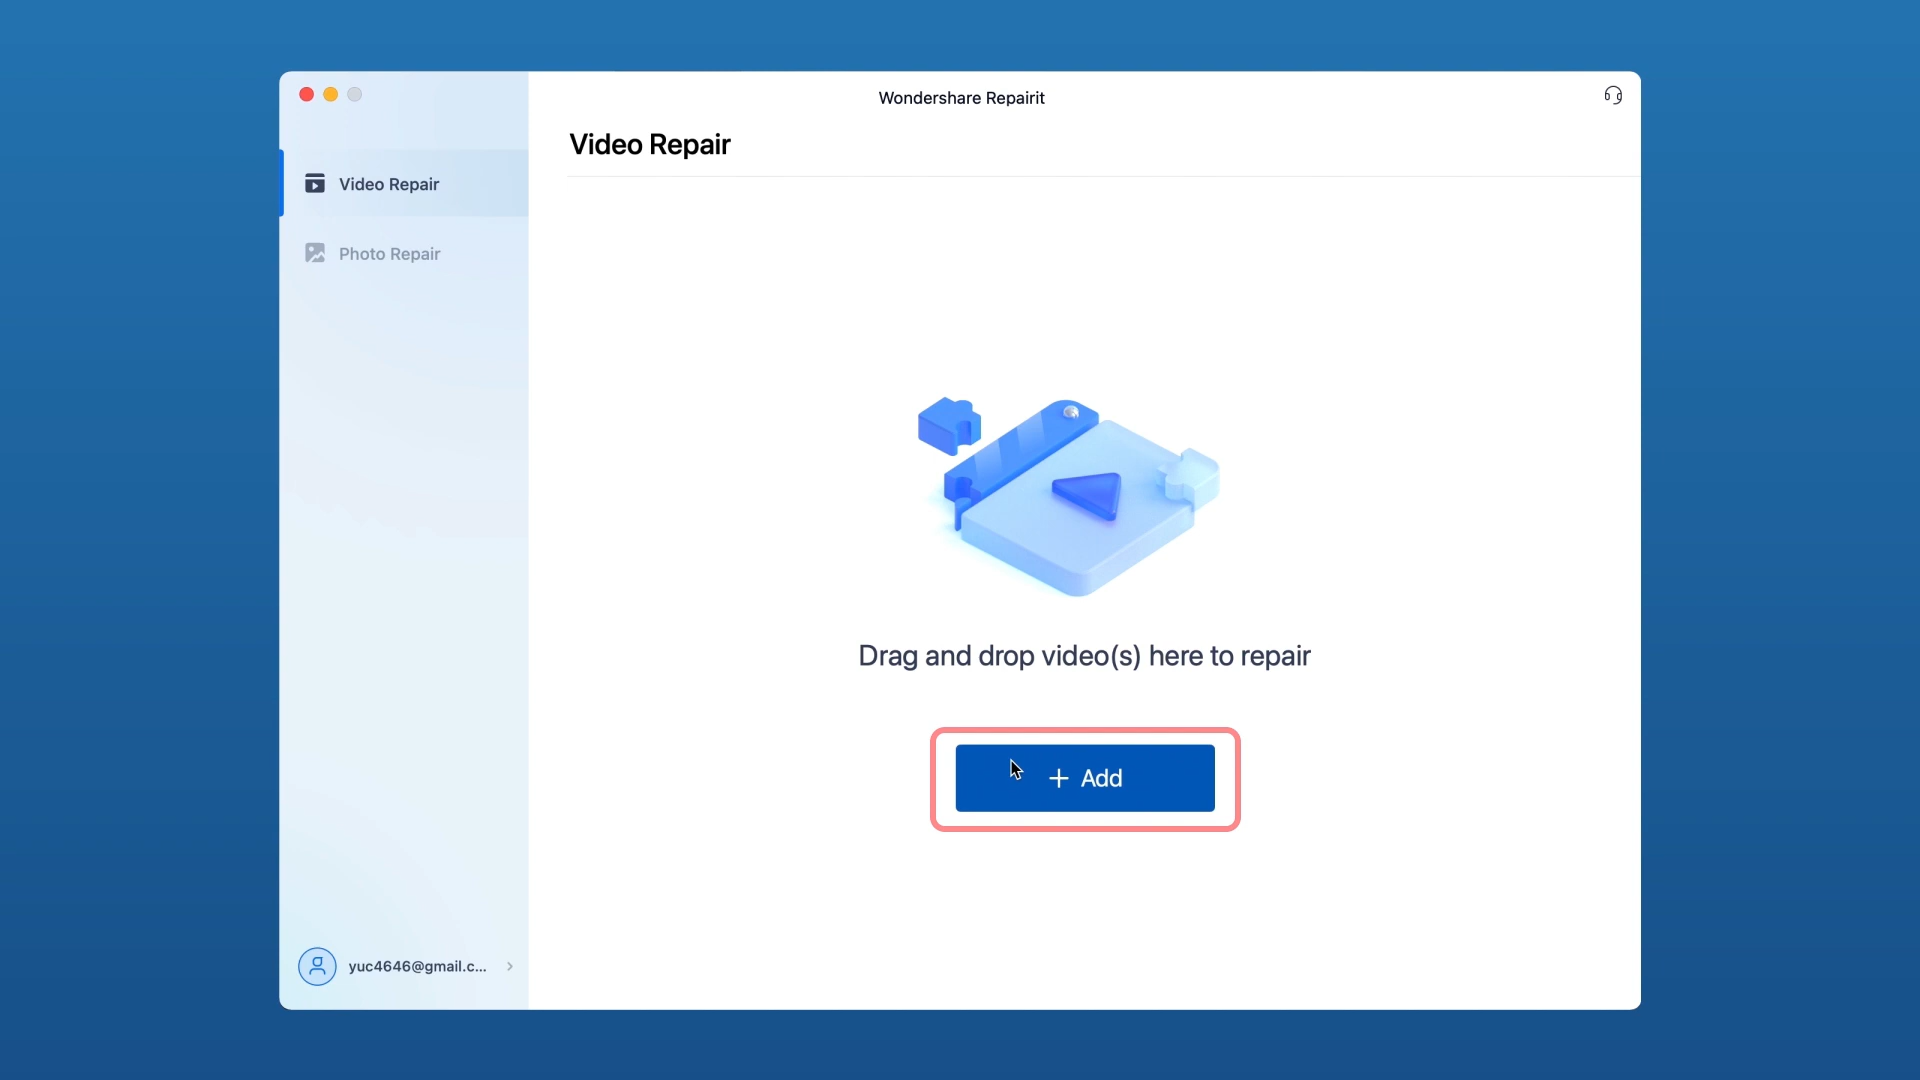 Wondershare Repairit
Video Repair
Video Repair
Photo Repair
Drag and drop video(s) here to repair
+ Add
yuc4646@gmail.c...